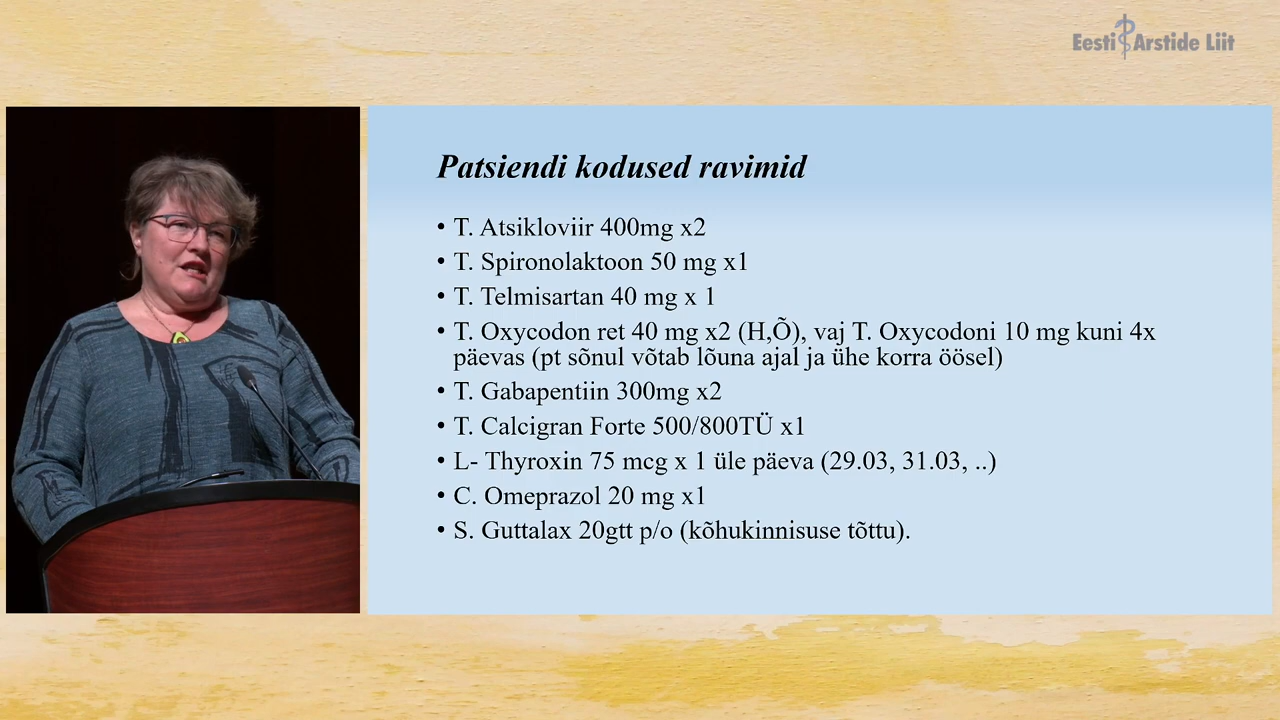 Eesti Arstide Liit
Patsiendi kodused ravimid
• T. Atsikloviir 400mg x2
• T. Spironolaktoon 50 mg x1
• T. Telmisartan 40 mg x 1
• T. Oxycodon ret 40 mg x2 (H,Õ), vaj T. Oxycodoni 10 mg kuni 4x
päevas (pt sõnul võtab lõuna ajal ja ühe korra öösel)
• T. Gabapentiin 300mg x2
• T. Calcigran Forte 500/800TÜ x1
• L- Thyroxin 75 mcg x 1 üle päeva (29.03, 31.03, ..)
• C. Omeprazol 20 mg x1
• S. Guttalax 20gtt p/o (kõhukinnisuse tõttu).